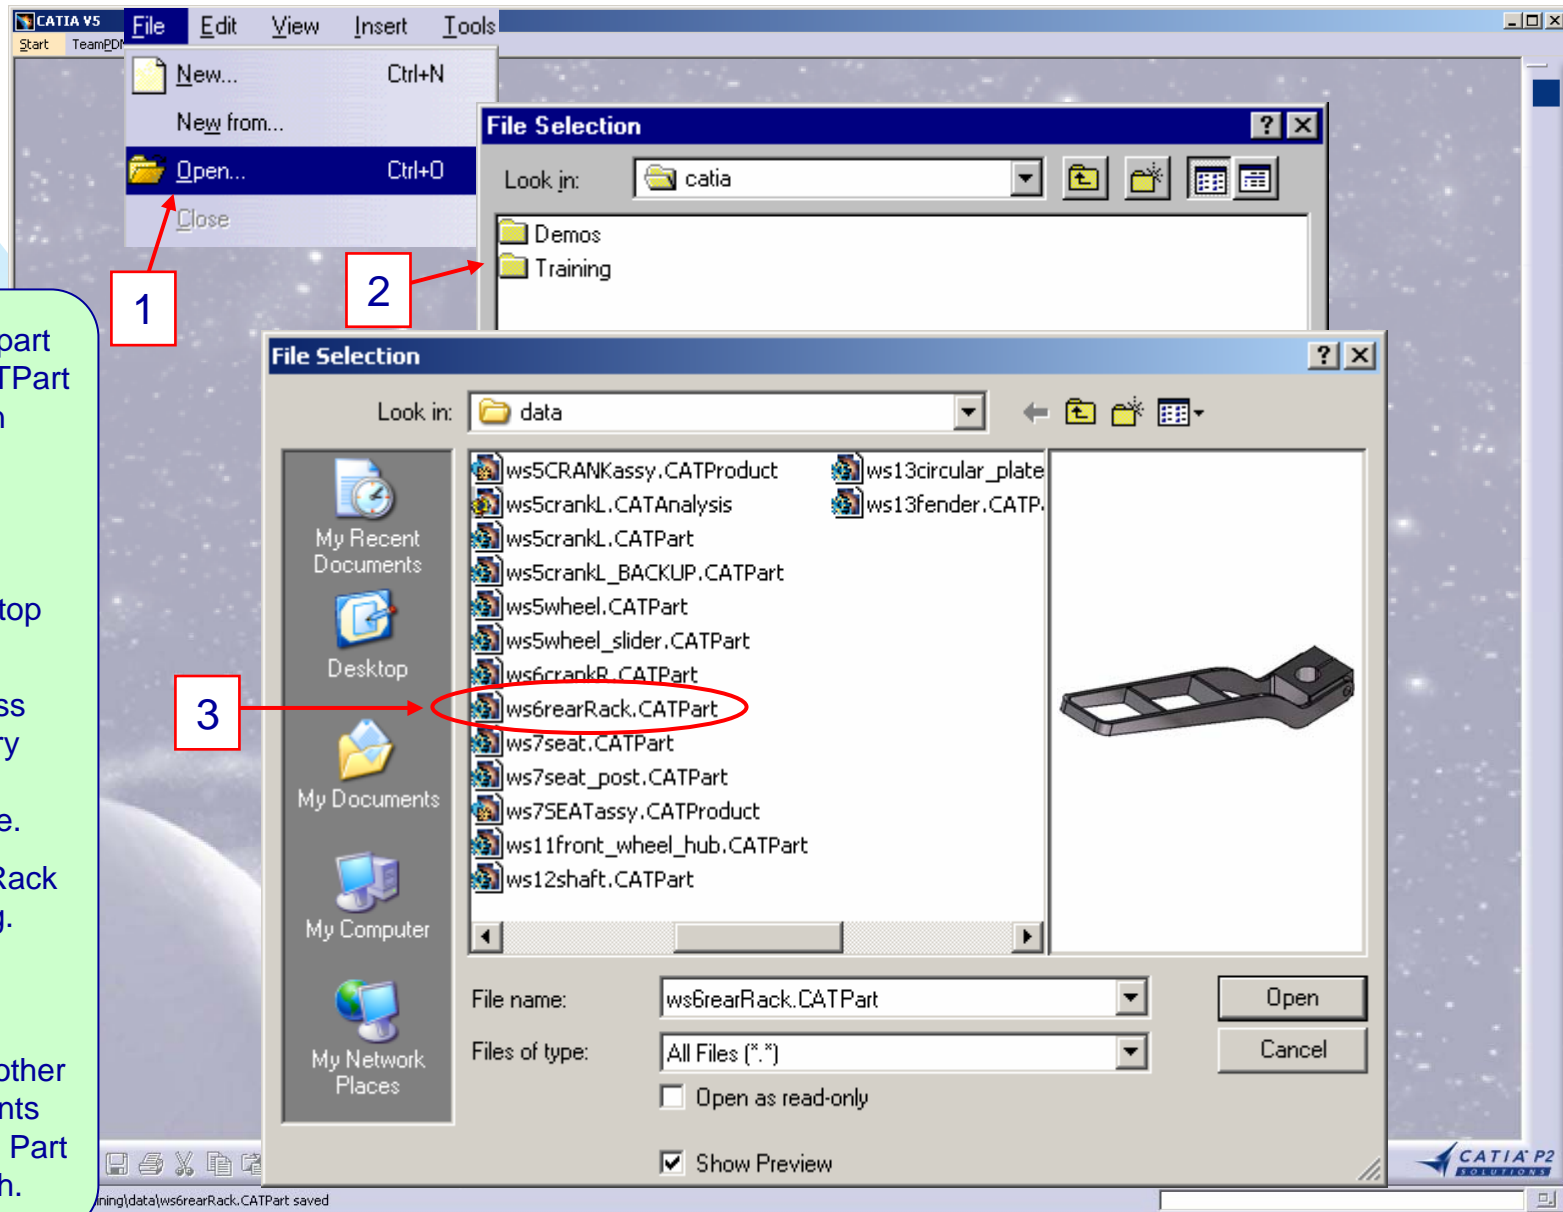 CATIA V5
Start TeamPDM
File Edit View Insert Tools
New... Ctrl+N
New from...
Open... Ctrl+O
Close
1
2
File Selection
Look in: catia
Demos
Training
File Selection
Look in: data
My Recent
Documents
Desktop
My Documents
My Computer
My Network
Places
ws5CRANKassy.CATProduct
ws5crankL.CATAnalysis
ws5crankL.CATPart
ws5crankL_BACKUP.CATPart
ws5wheel.CATPart
ws5wheel_slider.CATPart
ws6crankR.CATPart
ws6rearRack.CATPart
ws7seat.CATPart
ws7seat_post.CATPart
ws7SEATassy.CATProduct
ws11front_wheel_hub.CATPart
ws12shaft.CATPart
ws13circular_plate
ws13fender.CATP
3
File name: ws6rearRack.CATPart
Open
Files of type: All Files (*.*)
Cancel
Open as read-only
Show Preview
part
TPart
n
top
ss
ry
e.
Rack
g.
other
nts
Part
h.
ning\data\ws6rearRack.CATPart saved
CATIA P2
SOLUTIONS